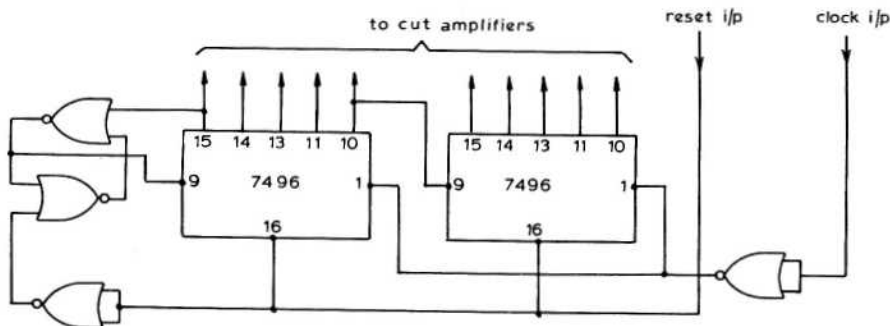 reset i/p
clock i/p
to cut amplifiers
15 14 13 11 10
15 14 13 11 10
9 7496 1
9 7496 1
16
16